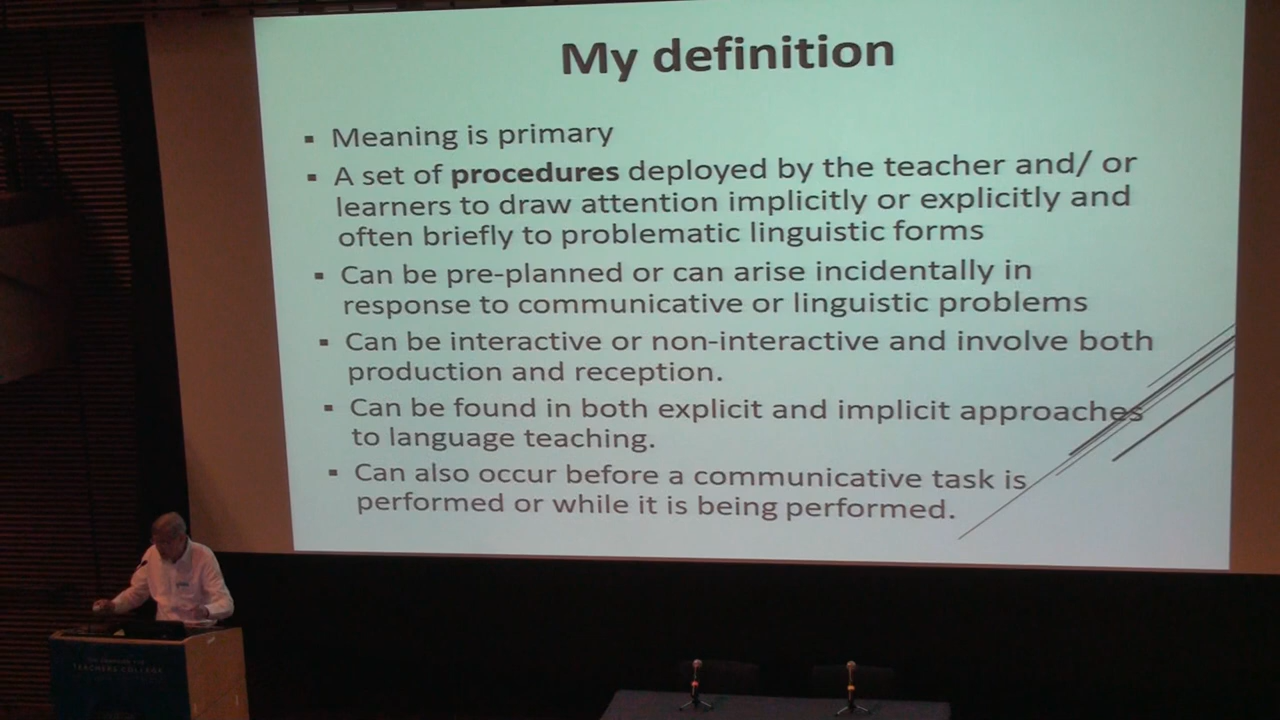 My definition
▪ Meaning is primary
▪ A set of procedures deployed by the teacher and/ or
learners to draw attention implicitly or explicitly and
often briefly to problematic linguistic forms
▪ Can be pre-planned or can arise incidentally in
response to communicative or linguistic problems
▪ Can be interactive or non-interactive and involve both
production and reception.
▪ Can be found in both explicit and implicit approaches
to language teaching.
▪ Can also occur before a communicative task is
performed or while it is being performed.
TEACHERS COLLEGE